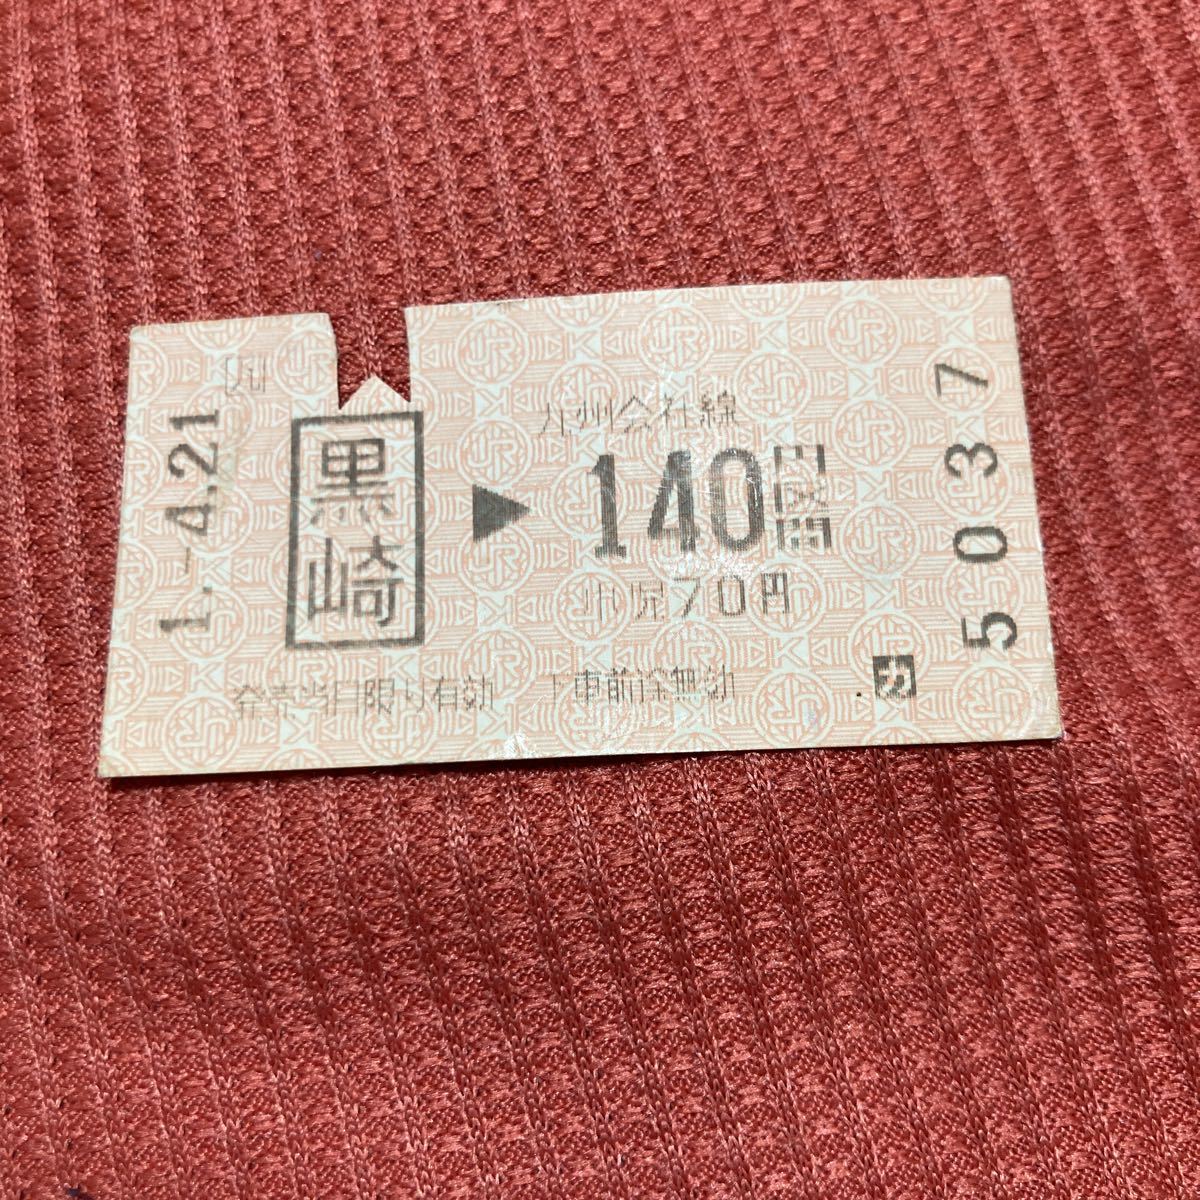 1.-4.21
黒崎
九州会社線
▶140円区間
小児70円
発売当日限り有効 下車前途無効
5037